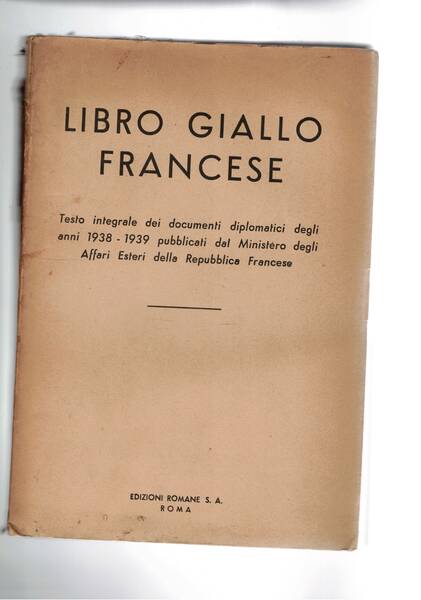 LIBRO GIALLO
FRANCESE
Testo integrale dei documenti diplomatici degli
anni 1938 - 1939 pubblicati dal Ministero degli
Affari Esteri della Repubblica Francese
EDIZIONI ROMANE S. A.
ROMA